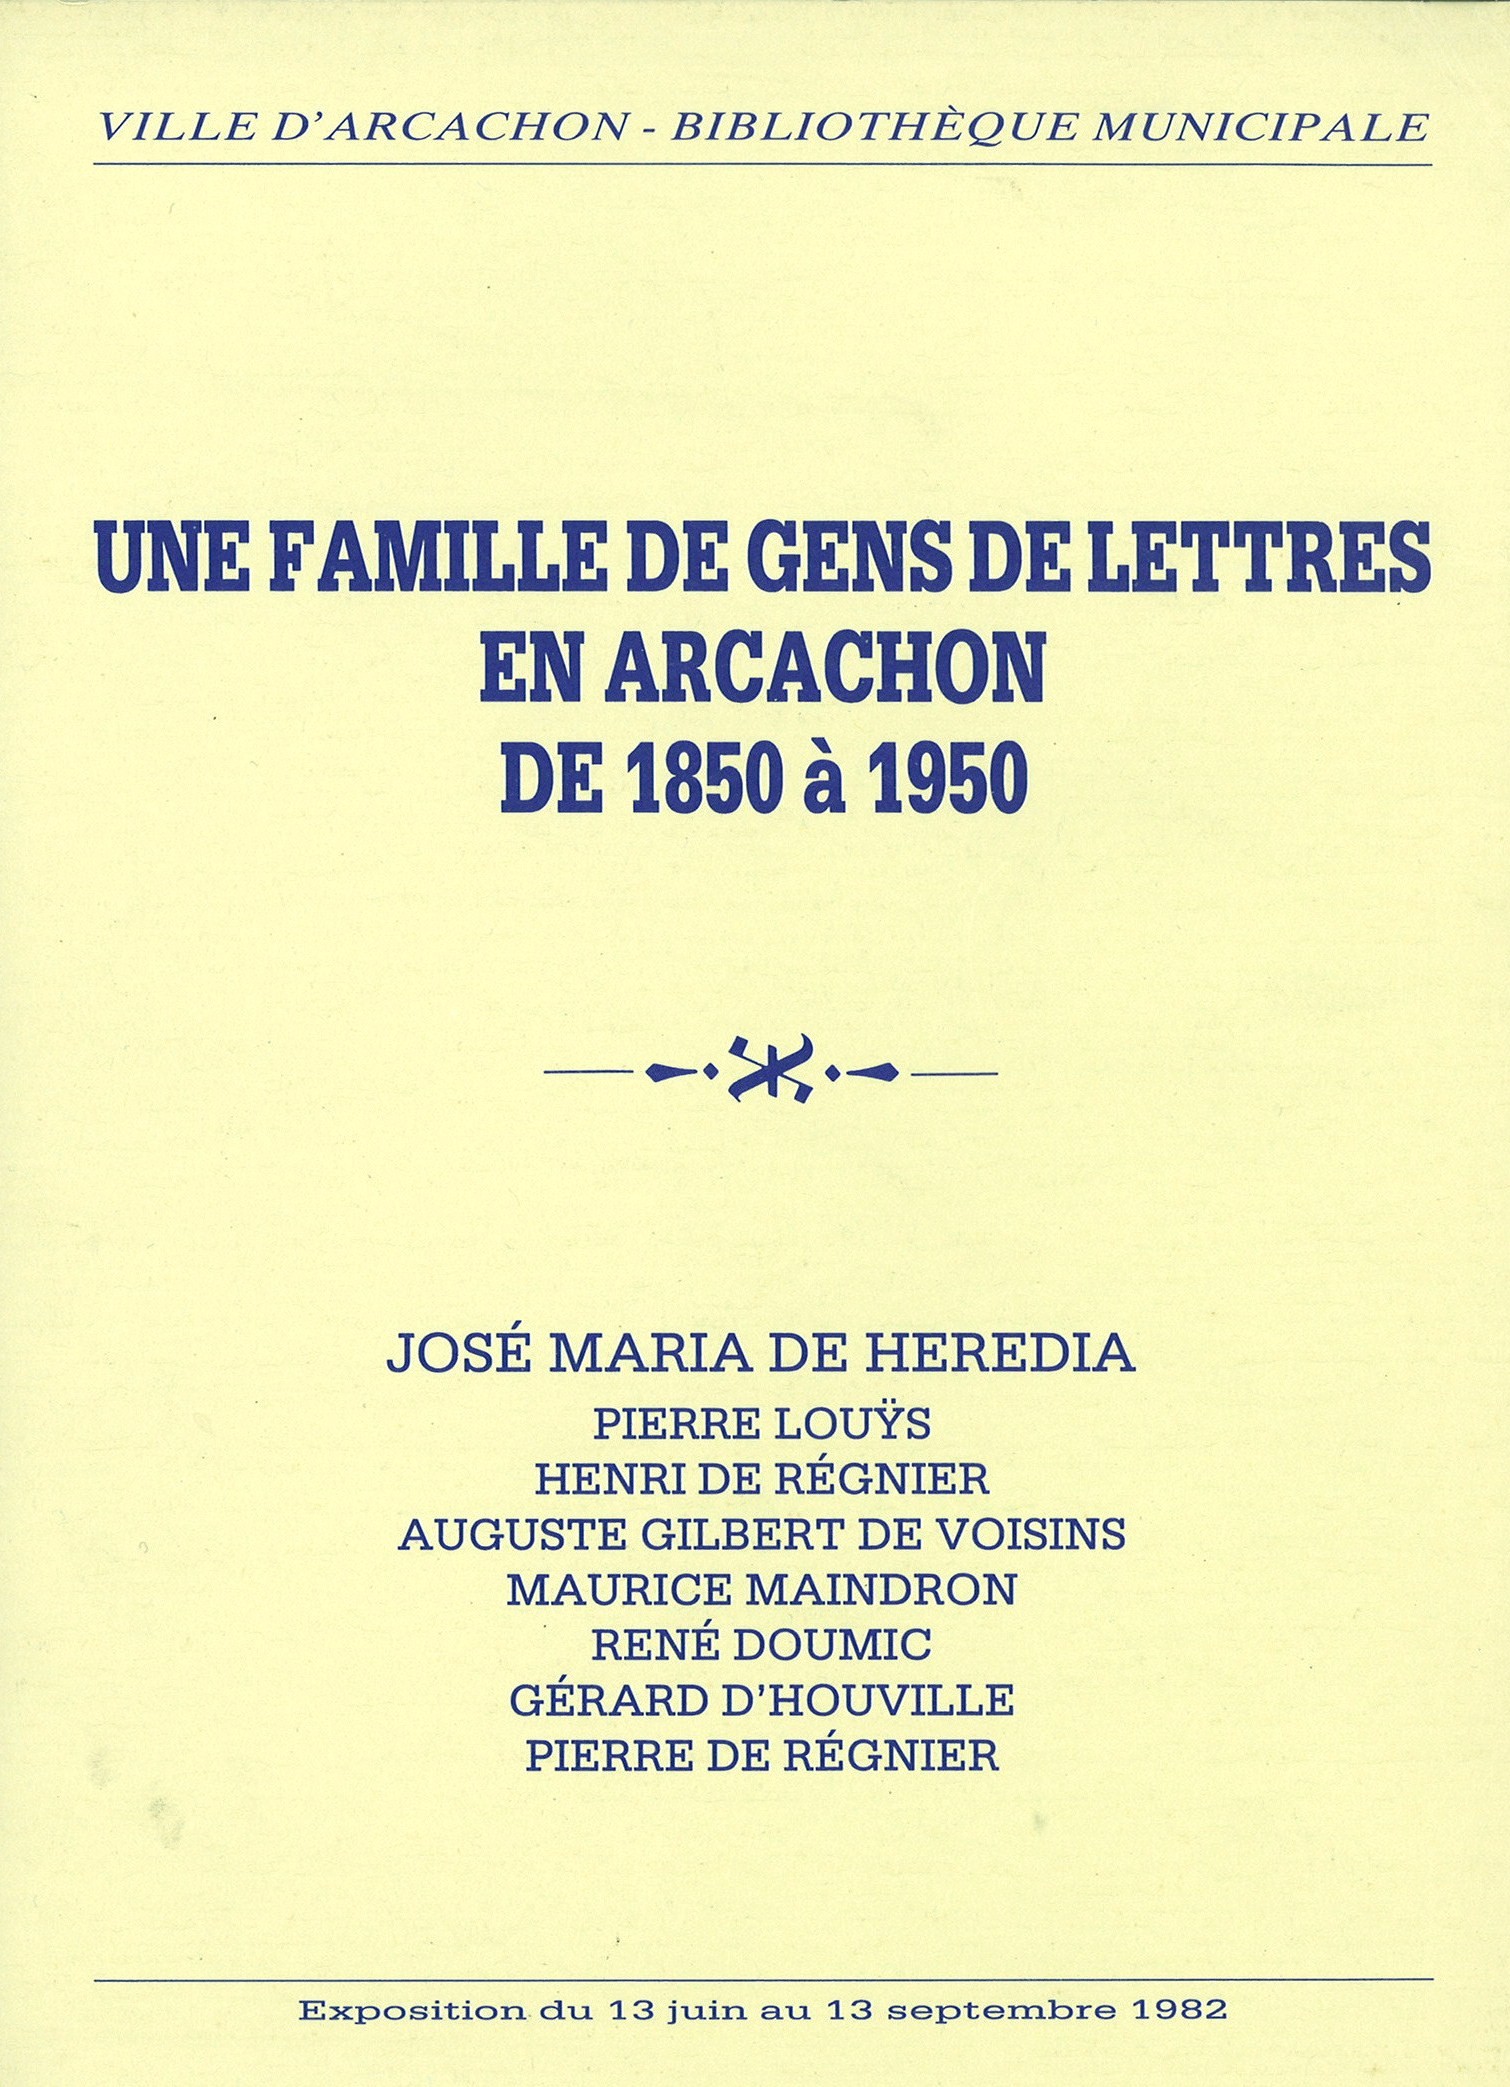 VILLE D'ARCACHON - BIBLIOTHÈQUE MUNICIPALE
UNE FAMILLE DE GENS DE LETTRES
EN ARCACHON
DE 1850 à 1950
JOSÉ MARIA DE HEREDIA
PIERRE LOUŸS
HENRI DE RÉGNIER
AUGUSTE GILBERT DE VOISINS
MAURICE MAINDRON
RENÉ DOUMIC
GÉRARD D'HOUVILLE
PIERRE DE RÉGNIER
Exposition du 13 juin au 13 septembre 1982